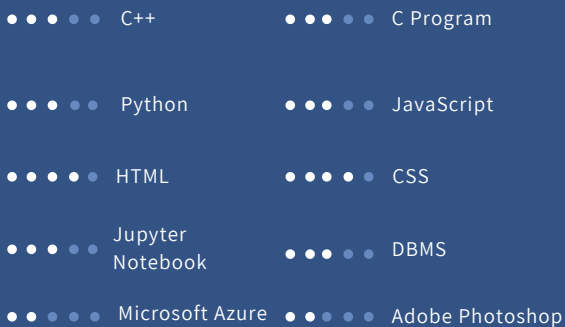 C++
C Program
Python
JavaScript
HTML
CSS
Jupyter
Notebook
DBMS
Microsoft Azure
Adobe Photoshop